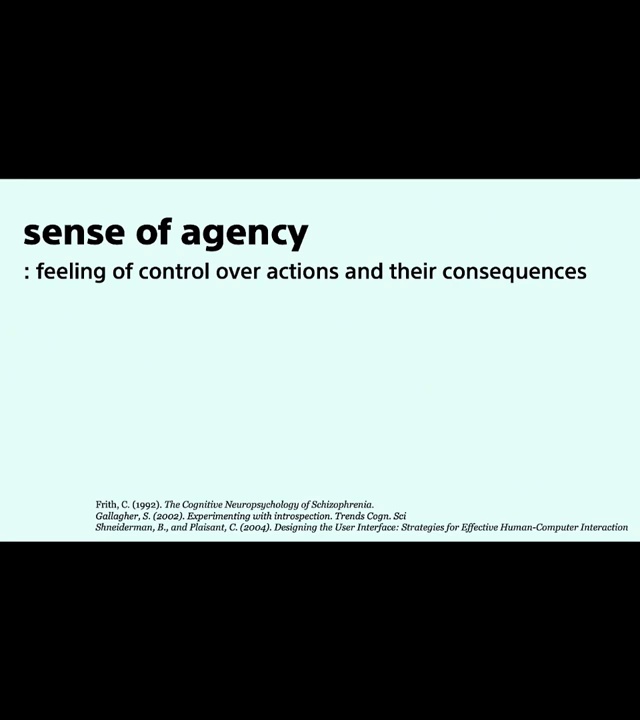 sense of agency
: feeling of control over actions and their consequences
Frith, C. (1992). The Cognitive Neuropsychology of Schizophrenia.
Gallagher, S. (2002). Experimenting with introspection. Trends Cogn. Sci
Shneiderman, B., and Plaisant, C. (2004). Designing the User Interface: Strategies for Effective Human-Computer Interaction